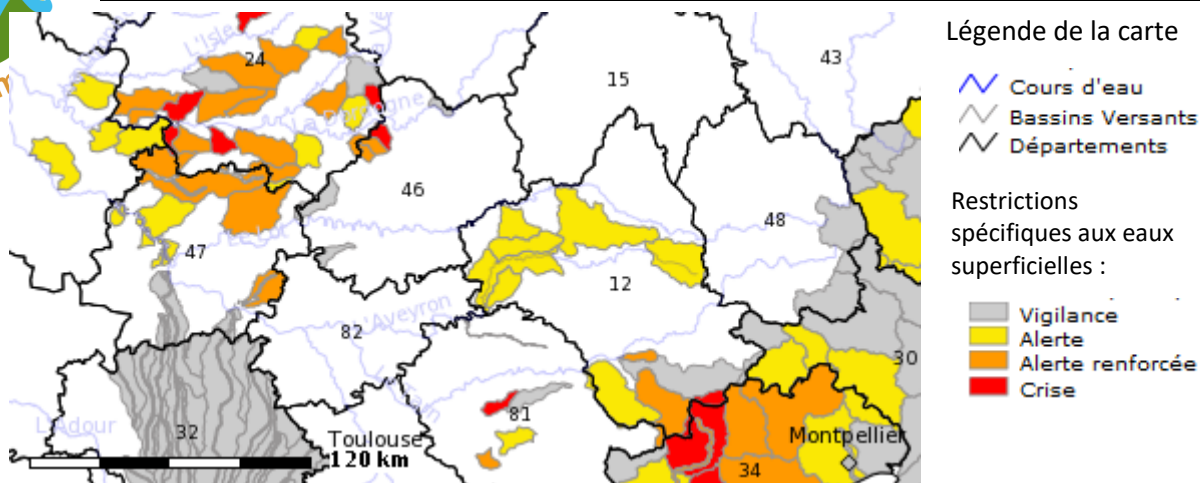 24
L'Isle
15
43
Dordogne
46
48
47
12
L'Aveyron
82
30
81
32
L'Adour
Toulouse
120 km
Montpellier
34
Légende de la carte
Cours d'eau
Bassins Versants
Départements
Restrictions
spécifiques aux eaux
superficielles :
Vigilance
Alerte
Alerte renforcée
Crise